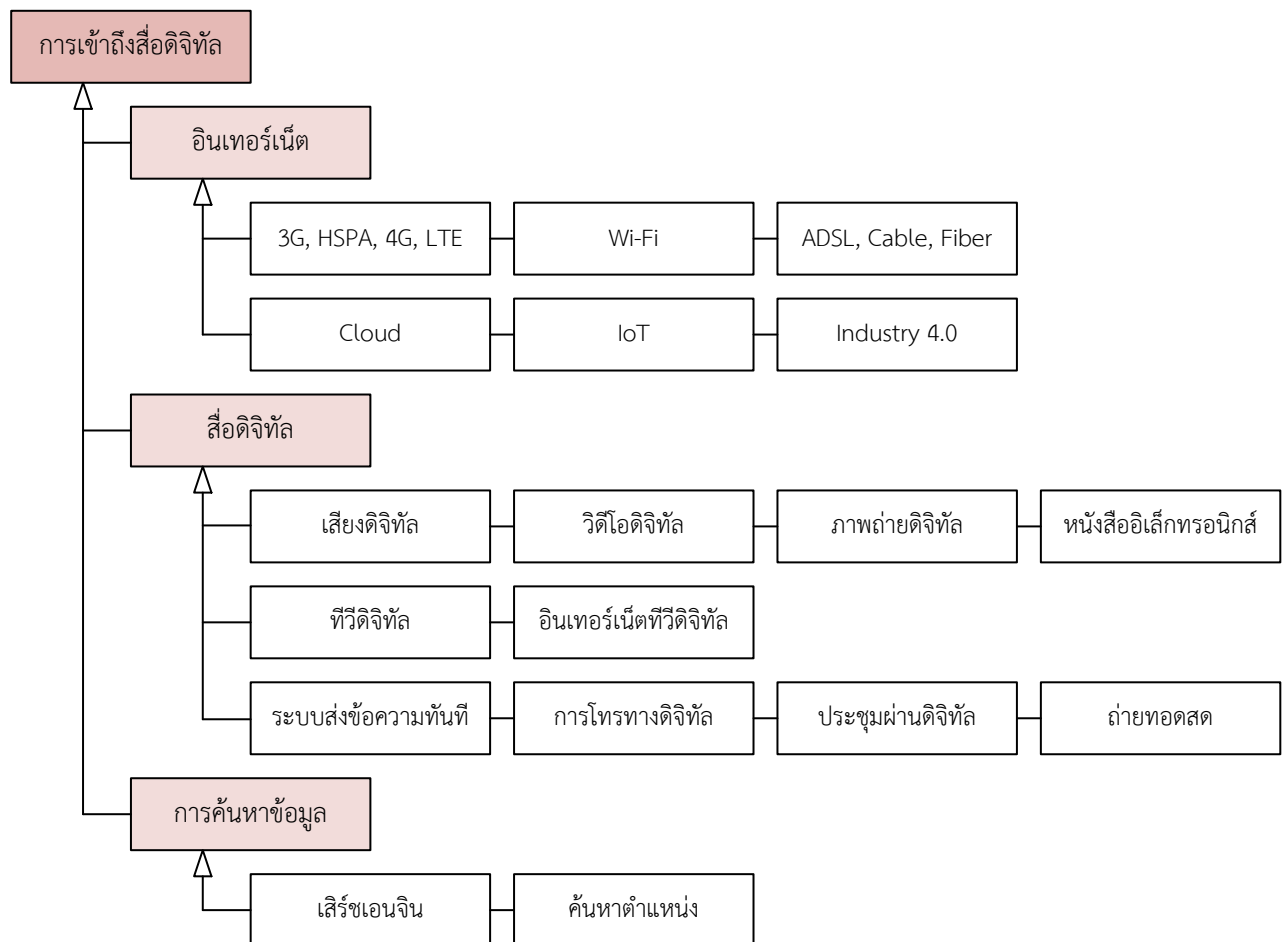 การเข้าถึงสื่อดิจิทัล
อินเทอร์เน็ต
3G, HSPA, 4G, LTE
Wi-Fi
ADSL, Cable, Fiber
Cloud
IoT
Industry 4.0
สื่อดิจิทัล
เสียงดิจิทัล
วิดีโอดิจิทัล
ภาพถ่ายดิจิทัล
หนังสืออิเล็กทรอนิกส์
ทีวีดิจิทัล
อินเทอร์เน็ตทีวีดิจิทัล
ระบบส่งข้อความทันที
การโทรทางดิจิทัล
ประชุมผ่านดิจิทัล
ถ่ายทอดสด
การค้นหาข้อมูล
เสิร์ชเอนจิน
ค้นหาตำแหน่ง